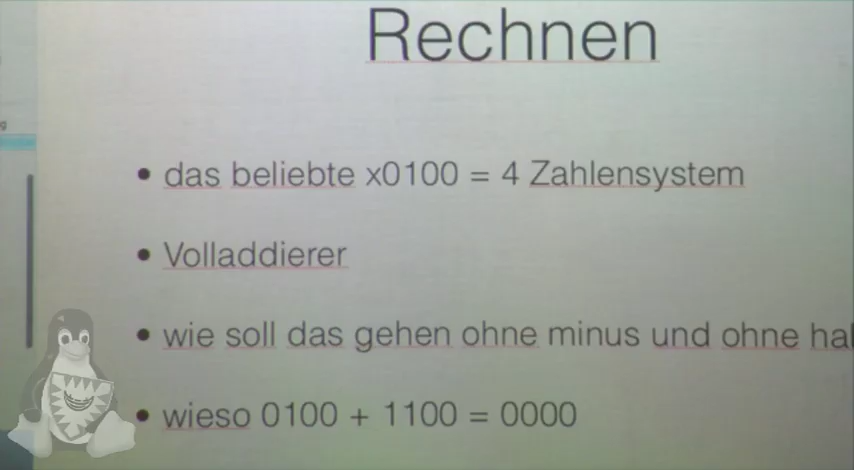 Rechnen
• das beliebte x0100 = 4 Zahlensystem
• Volladdierer
• wie soll das gehen ohne minus und ohne
• wieso 0100 + 1100 = 0000